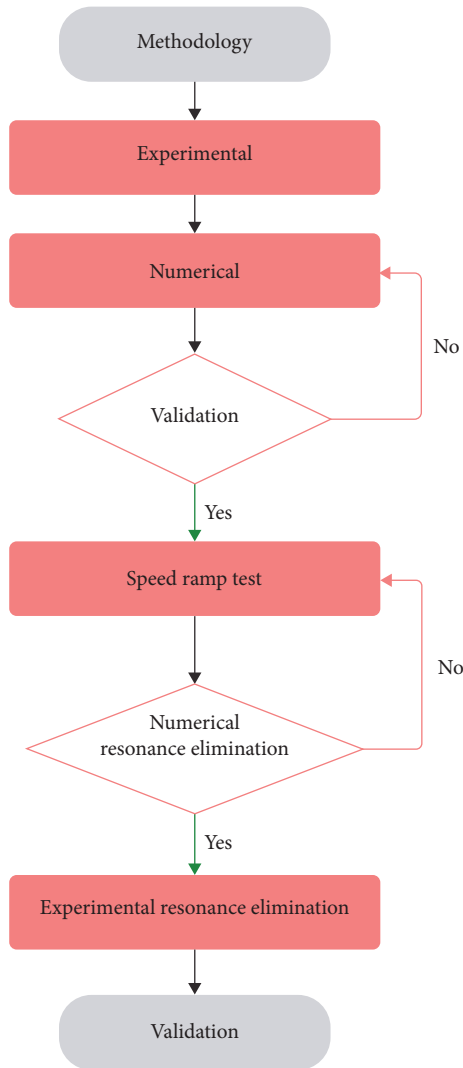 Methodology
Experimental
Numerical
No
Validation
Yes
Speed ramp test
No
Numerical
resonance elimination
Yes
Experimental resonance elimination
Validation